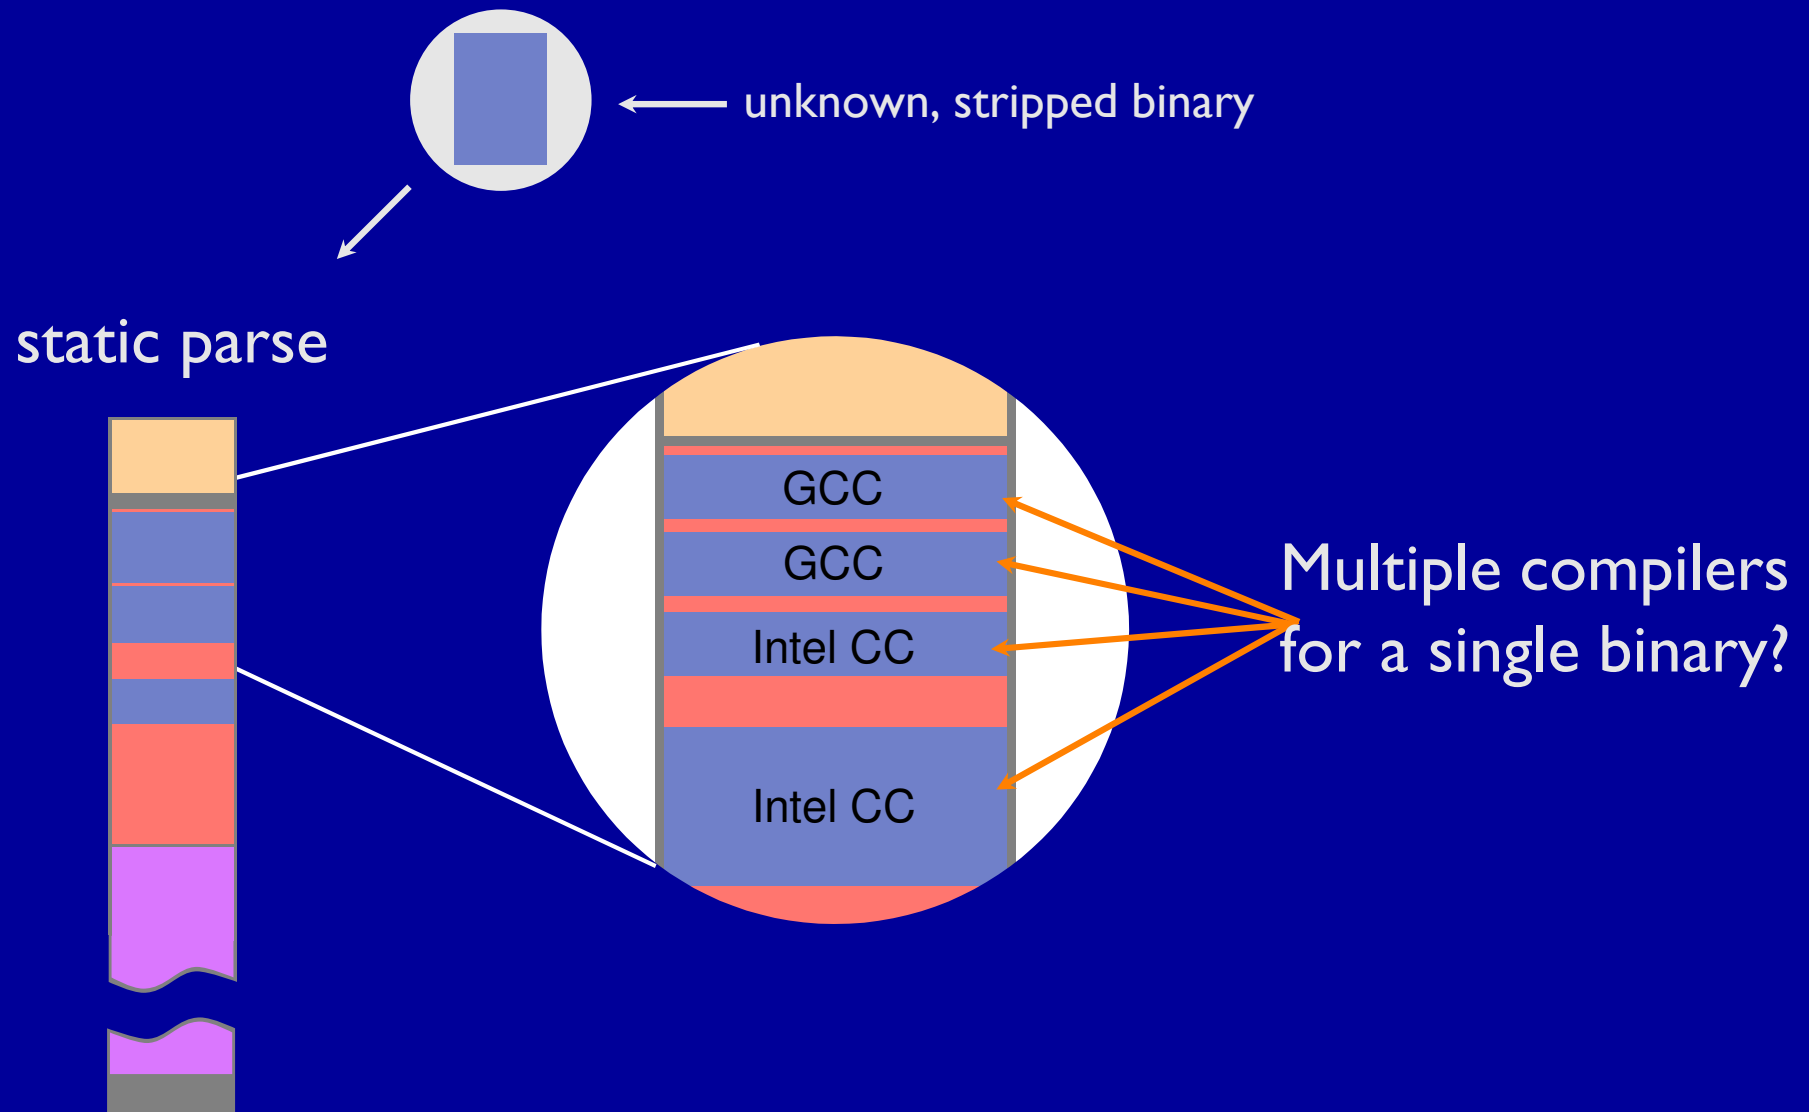 unknown, stripped binary
static parse
GCC
GCC
Intel CC
Intel CC
Multiple compilers
for a single binary?